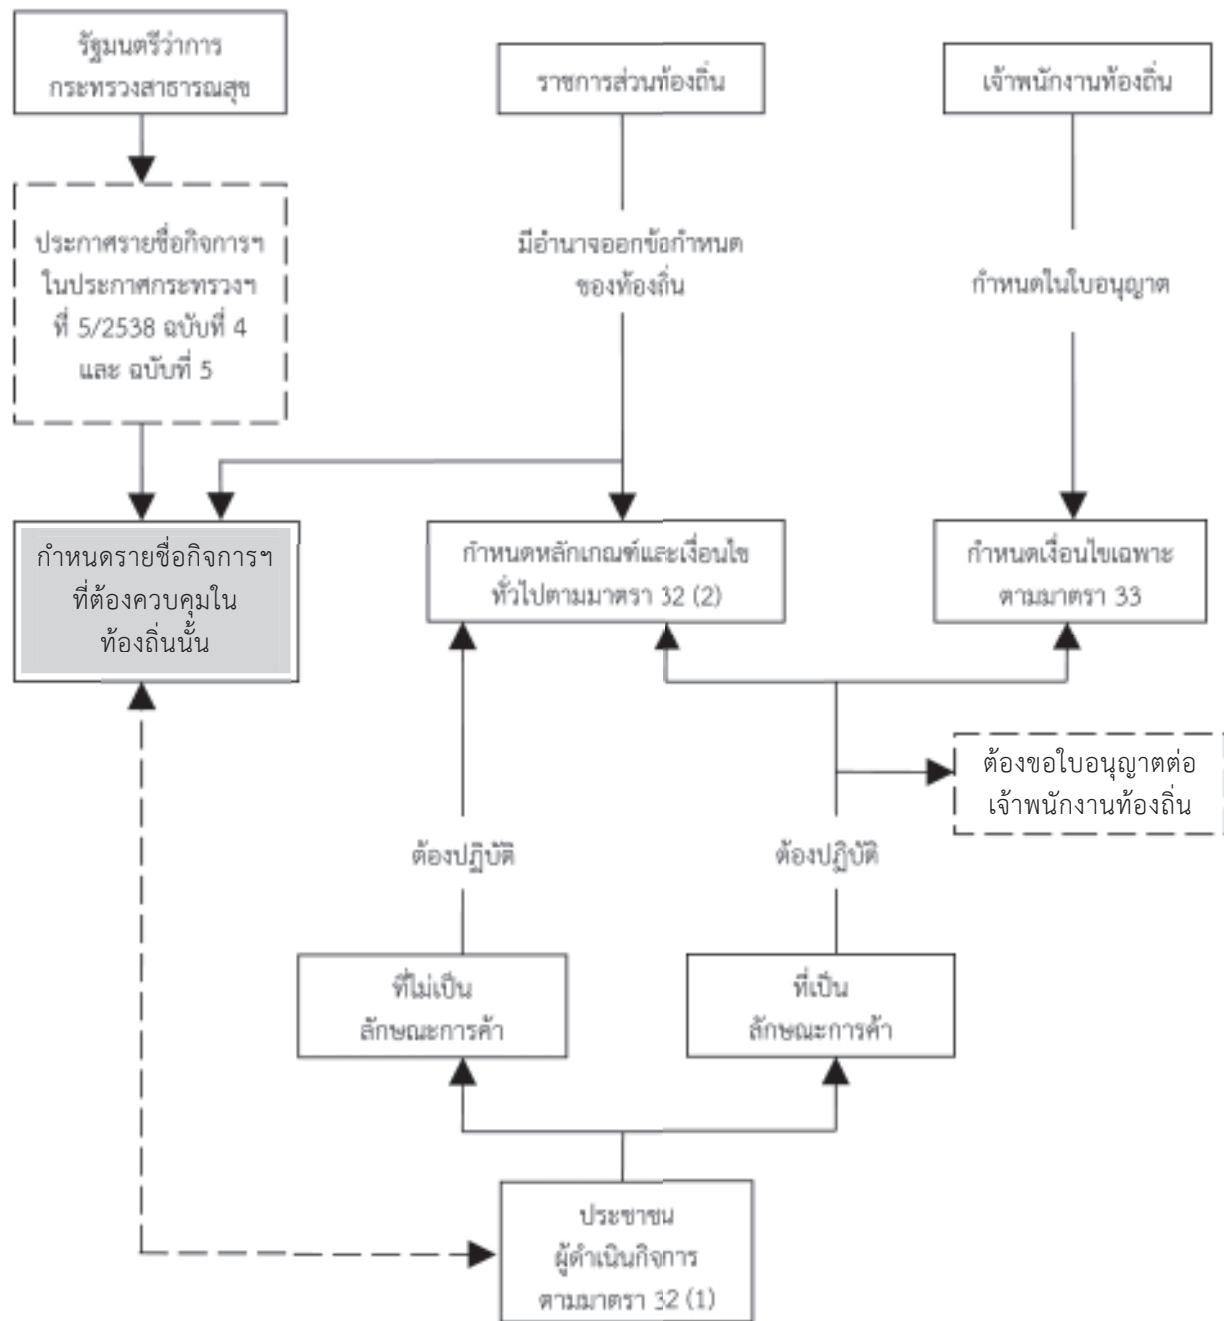 รัฐมนตรีว่าการ
กระทรวงสาธารณสุข
ราชการส่วนท้องถิ่น
เจ้าพนักงานท้องถิ่น
ประกาศรายชื่อกิจการฯ
ในประกาศกระทรวงฯ
ที่ 5/2538 ฉบับที่ 4
และ ฉบับที่ 5
มีอำนาจออกข้อกำหนด
ของท้องถิ่น
กำหนดในใบอนุญาต
กำหนดรายชื่อกิจการฯ
ที่ต้องควบคุมใน
ท้องถิ่นนั้น
กำหนดหลักเกณฑ์และเงื่อนไข
ทั่วไปตามมาตรา 32 (2)
กำหนดเงื่อนไขเฉพาะ
ตามมาตรา 33
ต้องขอใบอนุญาตต่อ
เจ้าพนักงานท้องถิ่น
ต้องปฏิบัติ
ต้องปฏิบัติ
ที่ไม่เป็น
ลักษณะการค้า
ที่เป็น
ลักษณะการค้า
ประชาชน
ผู้ดำเนินกิจการ
ตามมาตรา 32 (1)